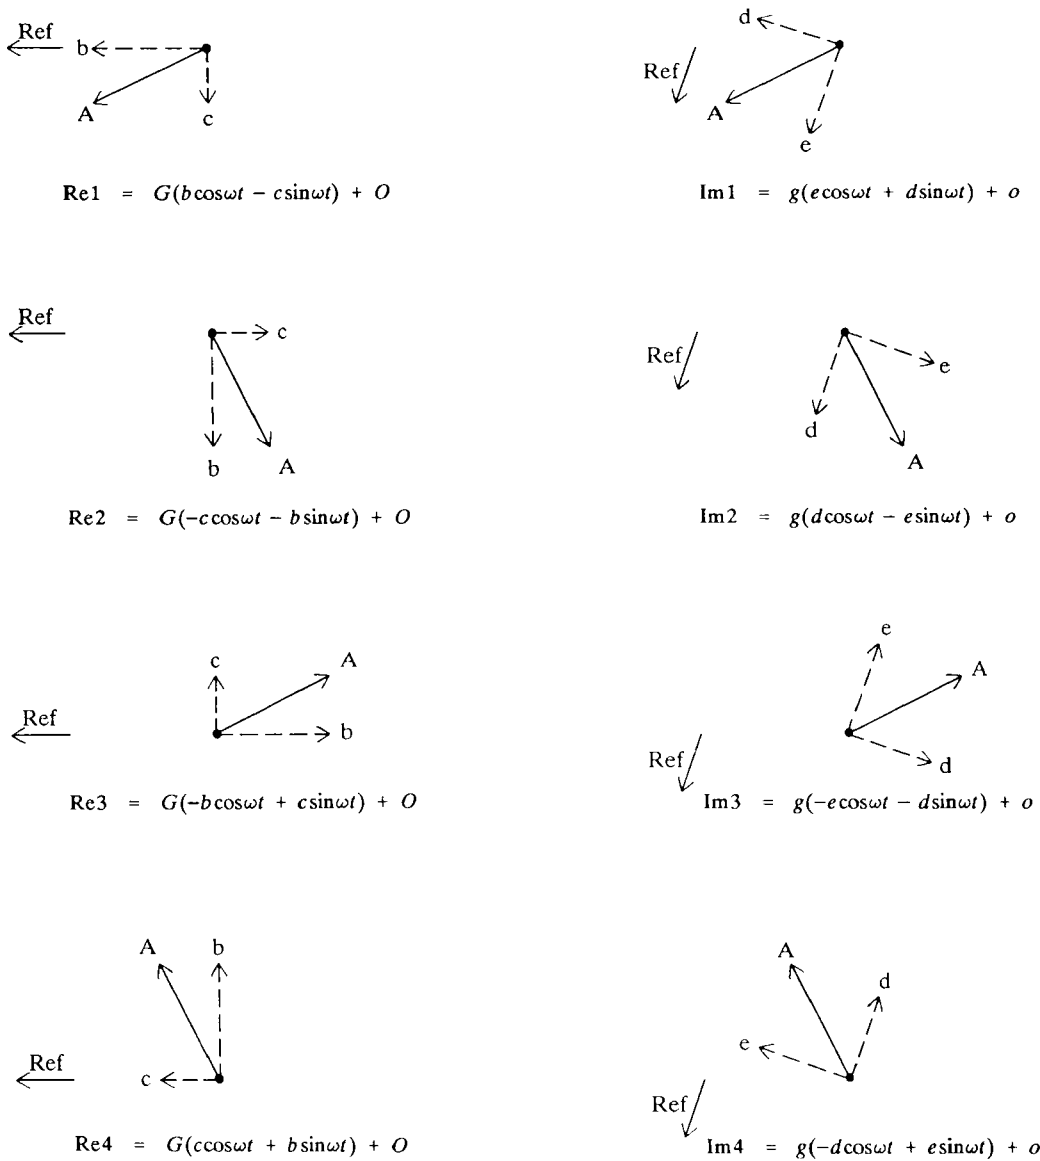 Ref b A c
d Ref A e
Re1 = G(bcosωt − csinωt) + O
Im1 = g(ecosωt + dsinωt) + o
Ref c b A
Ref e d A
Re2 = G(−ccosωt − bsinωt) + O
Im2 = g(dcosωt − esinωt) + o
c A Ref b
e A Ref d
Re3 = G(−bcosωt + csinωt) + O
Im3 = g(−ecosωt − dsinωt) + o
A b Ref c
A d e Ref
Re4 = G(ccosωt + bsinωt) + O
Im4 = g(−dcosωt + esinωt) + o